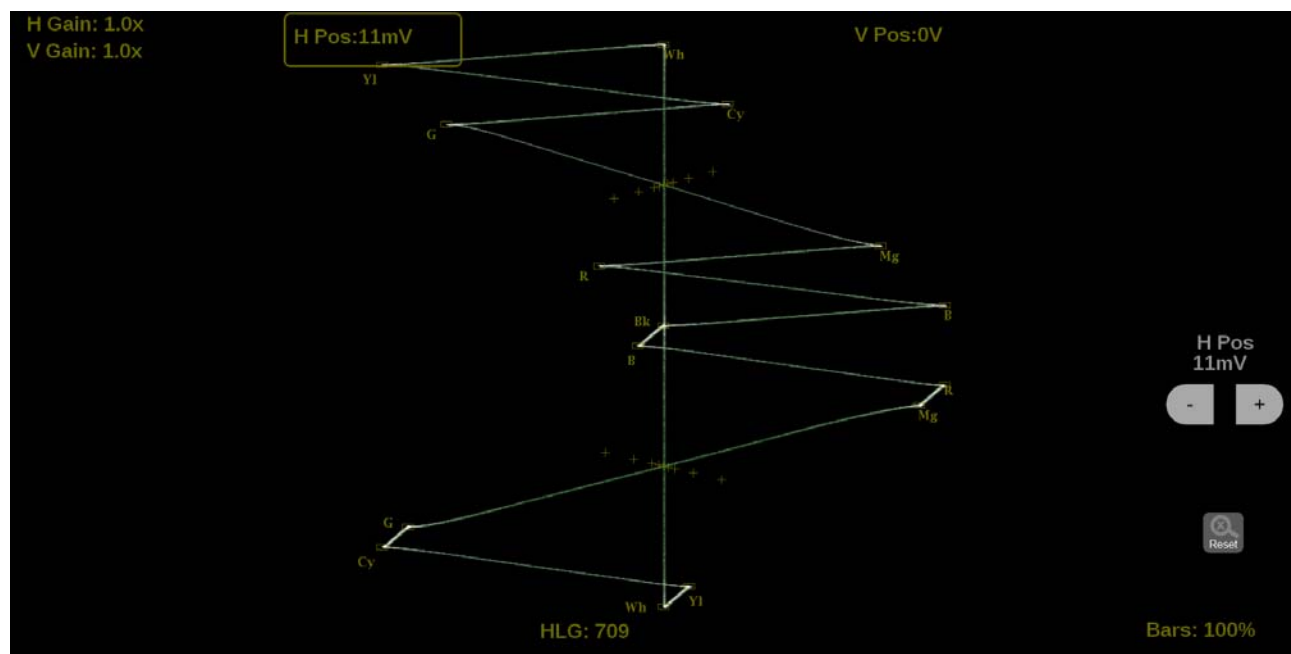 H Gain: 1.0x
V Gain: 1.0x
H Pos:11mV
V Pos:0V
Wh
Yl
Cy
G
Mg
R
B
Bk
B
H Pos
11mV
- +
R
Mg
G
Cy
Reset
Yl
Wh
HLG: 709
Bars: 100%